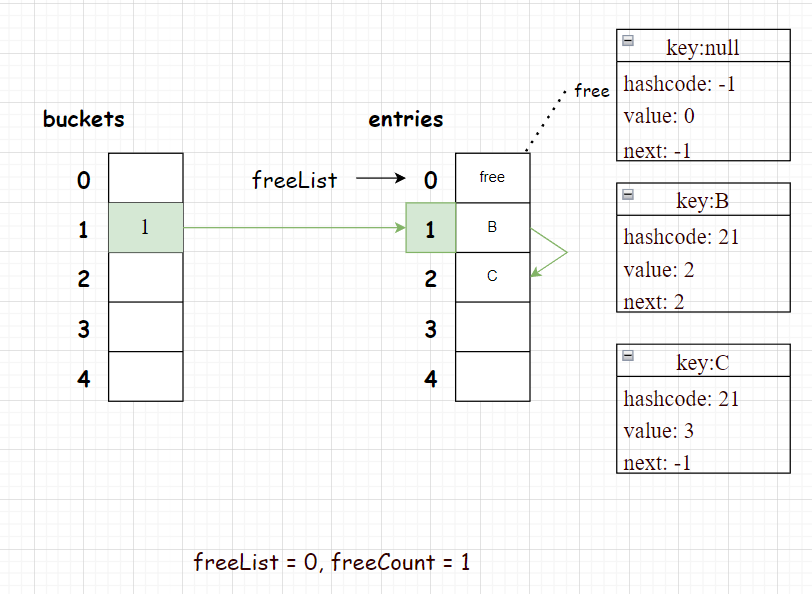 key:null
hashcode: -1
value: 0
next: -1
free
buckets
entries
0
freeList
0
free
1
1
1
B
2
2
C
3
3
4
4
key:B
hashcode: 21
value: 2
next: 2
key:C
hashcode: 21
value: 3
next: -1
freeList = 0, freeCount = 1